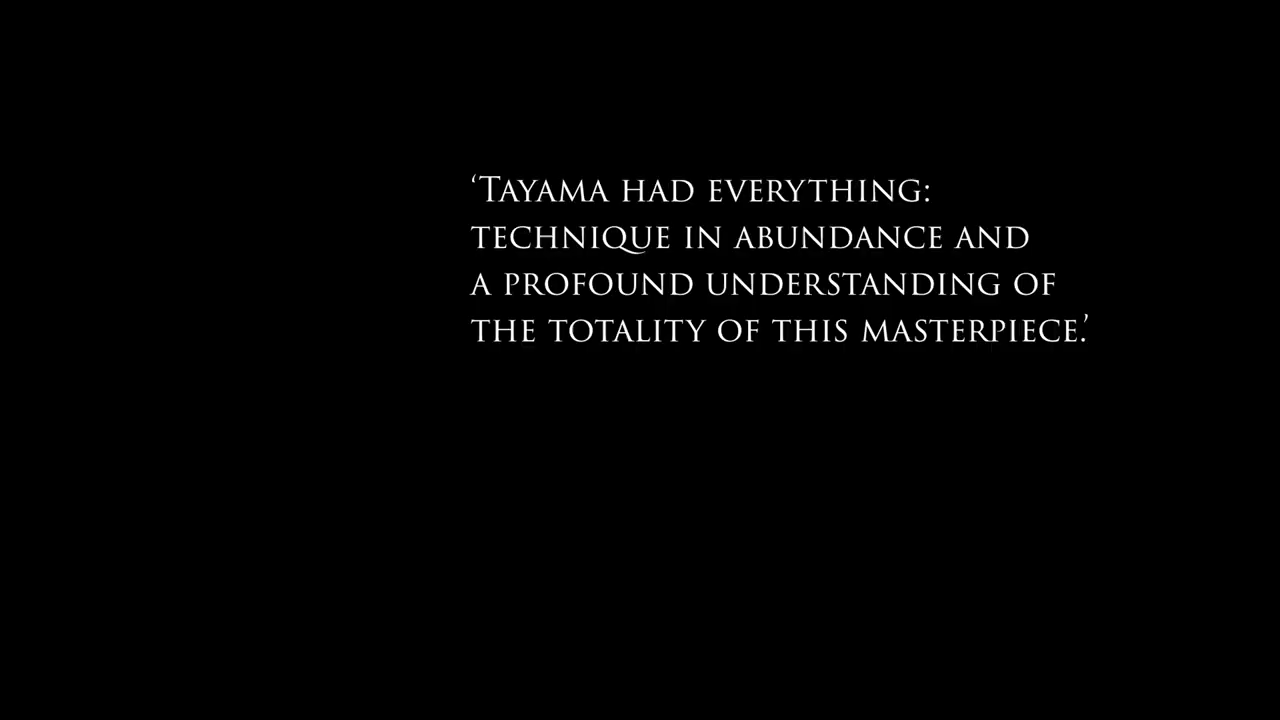 ‘Tayama had everything:
technique in abundance and
a profound understanding of
the totality of this masterpiece.’